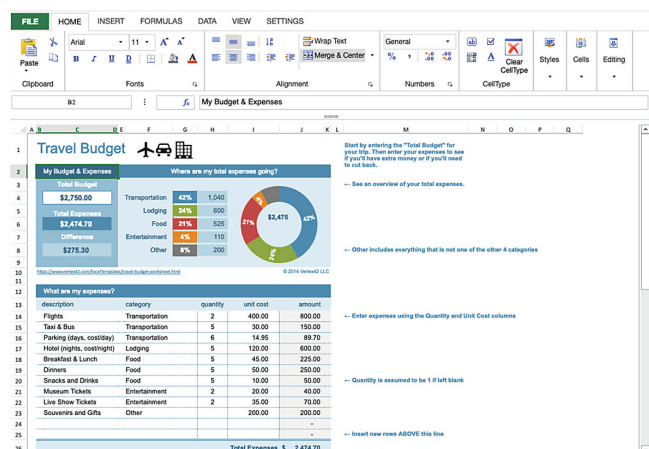 FILE HOME INSERT FORMULAS DATA VIEW SETTINGS
Arial 11 A A Wrap Text General
Paste B I U D A Merge & Center % Clear CellType Styles Cells Editing
Clipboard Fonts Alignment Numbers CellType
B2 fx My Budget & Expenses
A B C D E F G H I J K L M N O P Q
1 Travel Budget
Start by entering the "Total Budget" for
your trip. Then enter your expenses to see
if you'll have extra money or if you'll need
to cut back.
2 My Budget & Expenses Where are my total expenses going?
3 Total Budget ← See an overview of your total expenses.
4 $2,750.00 Transportation 42% 1,040
5 Total Expenses Lodging 24% 600
6 $2,474.70 Food 21% 525
7 Difference Entertainment 4% 110
8 $275.30 Other 8% 200 ← Other includes everything that is not one of the other 4 categories
$2,475 42% 24% 21%
9
10 https://www.vertex42.com/ExcelTemplates/travel-budget-worksheet.html © 2014 Vertex42 LLC
11
12 What are my expenses?
13 description category quantity unit cost amount
14 Flights Transportation 2 400.00 800.00 ← Enter expenses using the Quantity and Unit Cost columns
15 Taxi & Bus Transportation 5 30.00 150.00
16 Parking (days, cost/day) Transportation 6 14.95 89.70
17 Hotel (nights, cost/night) Lodging 5 120.00 600.00
18 Breakfast & Lunch Food 5 45.00 225.00
19 Dinners Food 5 50.00 250.00
20 Snacks and Drinks Food 5 10.00 50.00 ← Quantity is assumed to be 1 if left blank
21 Museum Tickets Entertainment 2 20.00 40.00
22 Live Show Tickets Entertainment 2 35.00 70.00
23 Souvenirs and Gifts Other 200.00 200.00
24 -
25 - ← Insert new rows ABOVE this line
26 Total Expenses $ 2,474.70